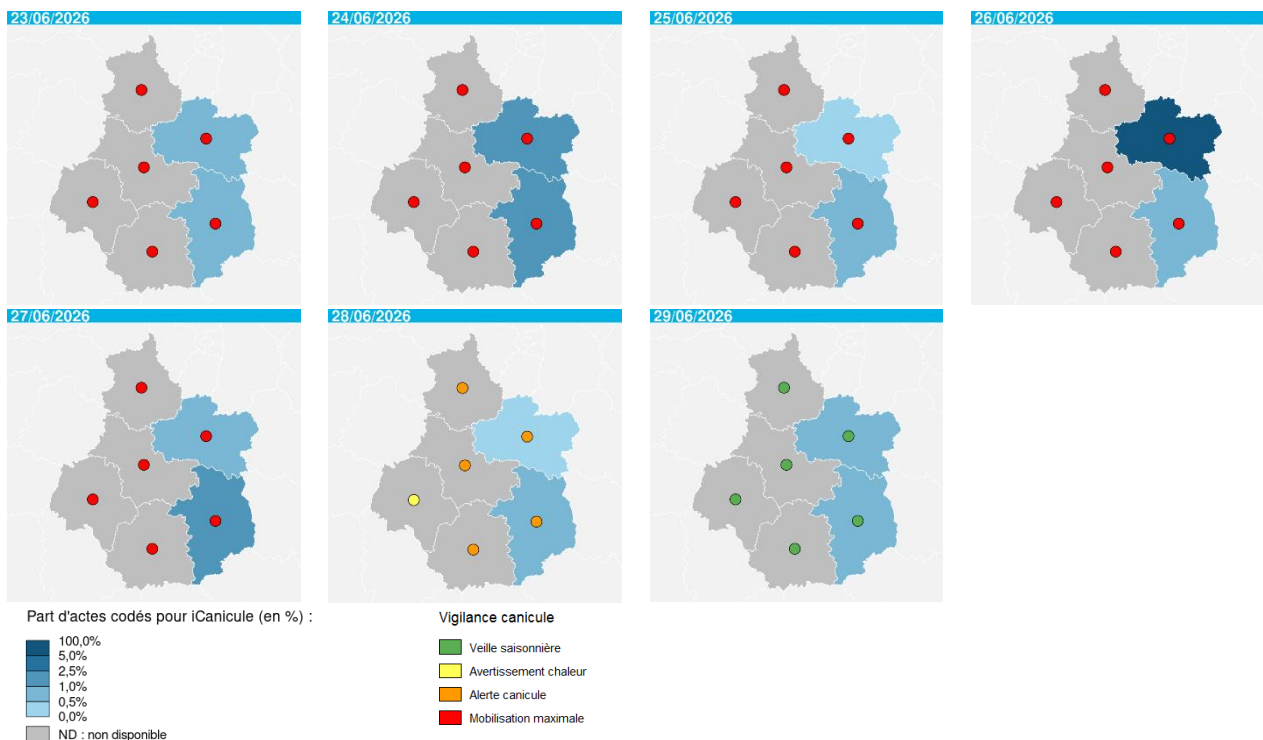 23/06/2026
24/06/2026
25/06/2026
26/06/2026
27/06/2026
28/06/2026
29/06/2026
Part d'actes codés pour iCanicule (en %) :
100,0%
5,0%
2,5%
1,0%
0,5%
0,0%
ND : non disponible
Vigilance canicule
Veille saisonnière
Avertissement chaleur
Alerte canicule
Mobilisation maximale